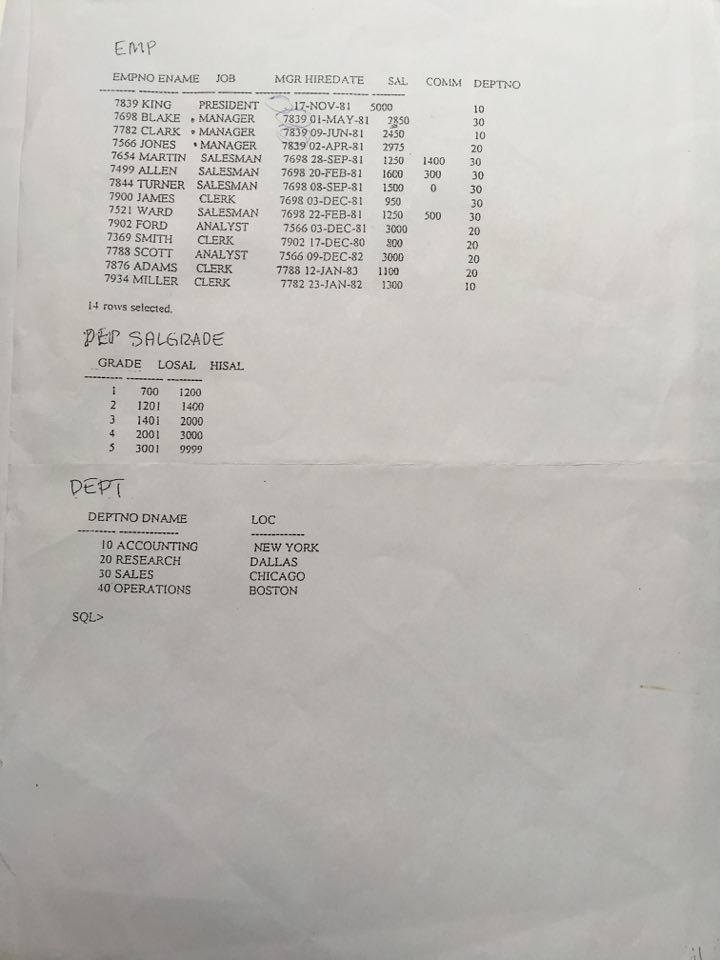 EMP
EMPNO ENAME JOB MGR HIREDATE SAL COMM DEPTNO
--------- ---------- --------- --------- --------- --------- --------- ---------
7839 KING PRESIDENT 17-NOV-81 5000 10
7698 BLAKE MANAGER 7839 01-MAY-81 2850 30
7782 CLARK MANAGER 7839 09-JUN-81 2450 10
7566 JONES MANAGER 7839 02-APR-81 2975 20
7654 MARTIN SALESMAN 7698 28-SEP-81 1250 1400 30
7499 ALLEN SALESMAN 7698 20-FEB-81 1600 300 30
7844 TURNER SALESMAN 7698 08-SEP-81 1500 0 30
7900 JAMES CLERK 7698 03-DEC-81 950 30
7521 WARD SALESMAN 7698 22-FEB-81 1250 500 30
7902 FORD ANALYST 7566 03-DEC-81 3000 20
7369 SMITH CLERK 7902 17-DEC-80 800 20
7788 SCOTT ANALYST 7566 09-DEC-82 3000 20
7876 ADAMS CLERK 7788 12-JAN-83 1100 20
7934 MILLER CLERK 7782 23-JAN-82 1300 10
14 rows selected.
SALGRADE
GRADE LOSAL HISAL
--------- --------- ---------
1 700 1200
2 1201 1400
3 1401 2000
4 2001 3000
5 3001 9999
DEPT
DEPTNO DNAME LOC
--------- -------------- -------------
10 ACCOUNTING NEW YORK
20 RESEARCH DALLAS
30 SALES CHICAGO
40 OPERATIONS BOSTON
SQL>